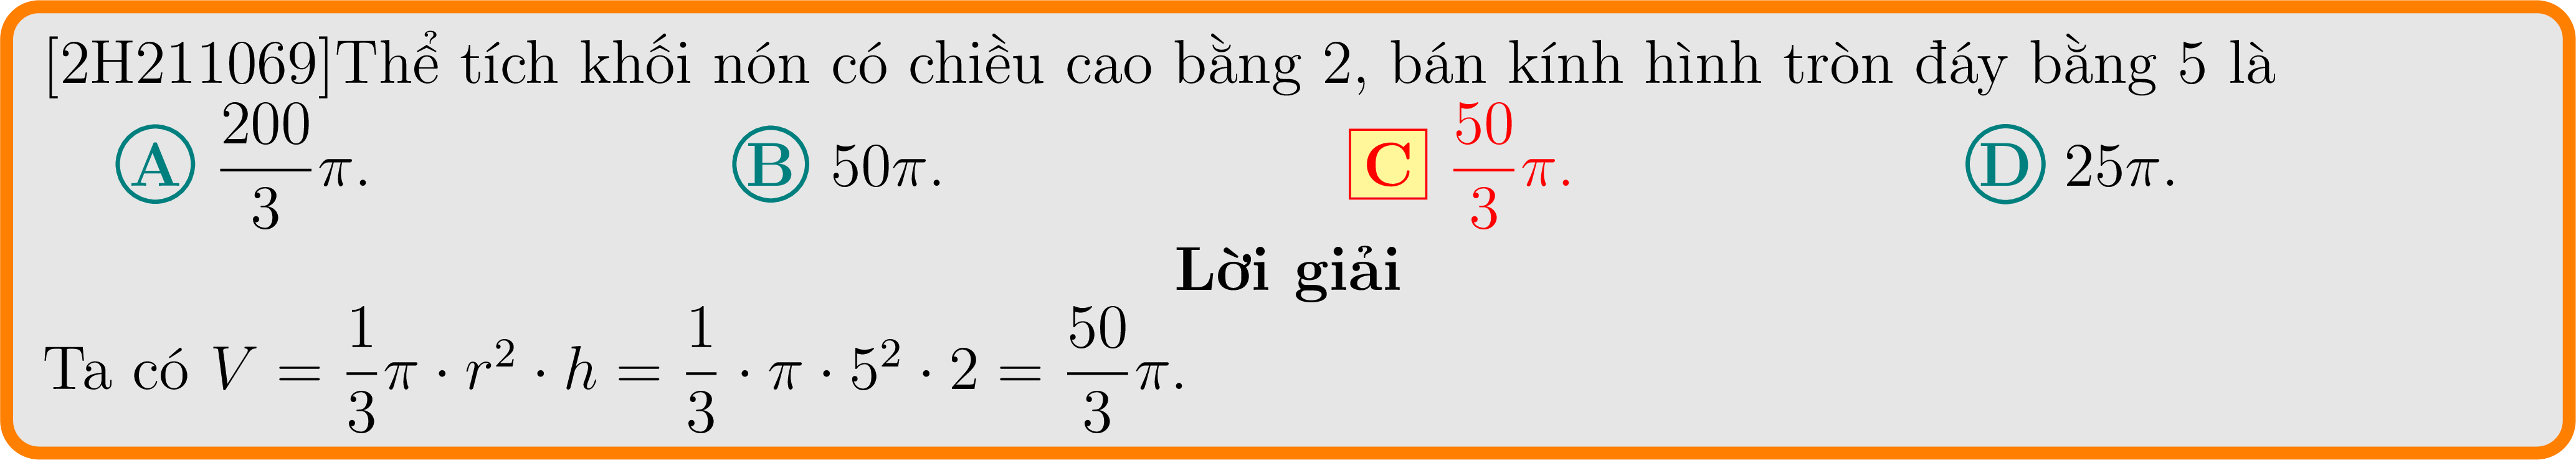 [2H211069]Thể tích khối nón có chiều cao bằng 2, bán kính hình tròn đáy bằng 5 là
A $\frac{200}{3}\pi$. B $50\pi$. C $\frac{50}{3}\pi$. D $25\pi$.
Lời giải
Ta có $V = \frac{1}{3}\pi \cdot r^2 \cdot h = \frac{1}{3} \cdot \pi \cdot 5^2 \cdot 2 = \frac{50}{3}\pi$.